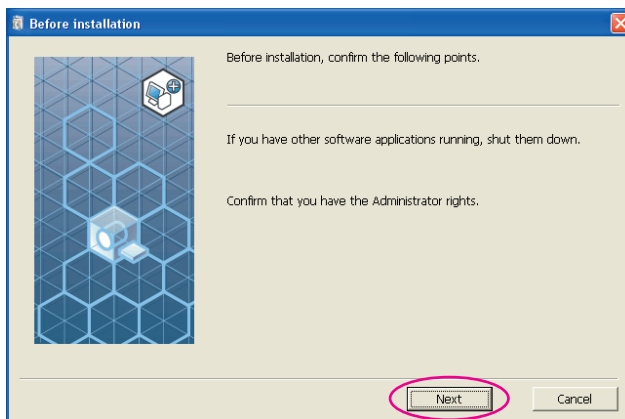 Before installation
Before installation, confirm the following points.
If you have other software applications running, shut them down.
Confirm that you have the Administrator rights.
Next
Cancel